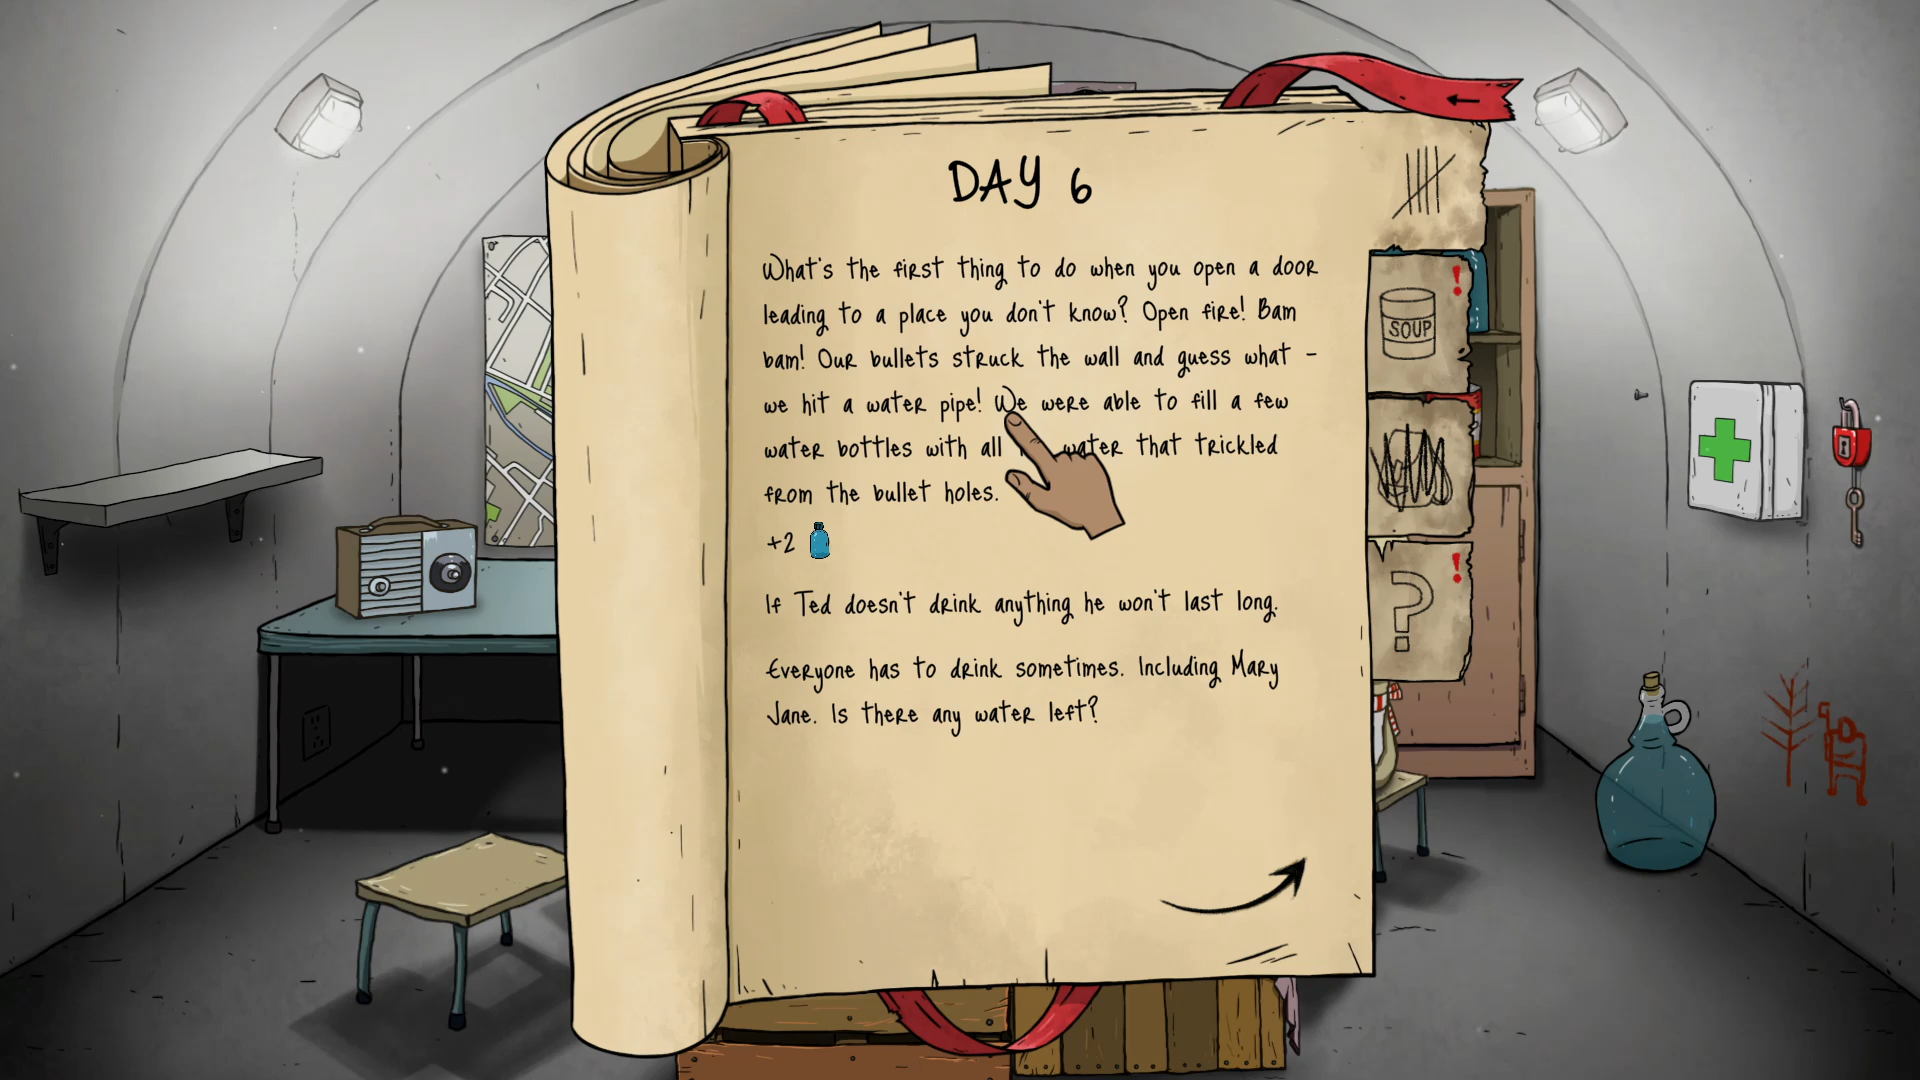 DAY 6
What's the first thing to do when you open a door
leading to a place you don't know? Open fire! Bam
bam! Our bullets struck the wall and guess what -
we hit a water pipe! We were able to fill a few
water bottles with all water that trickled
from the bullet holes.
+2
If Ted doesn't drink anything he won't last long.
Everyone has to drink sometimes. Including Mary
Jane. Is there any water left?
!
SOUP
!
?